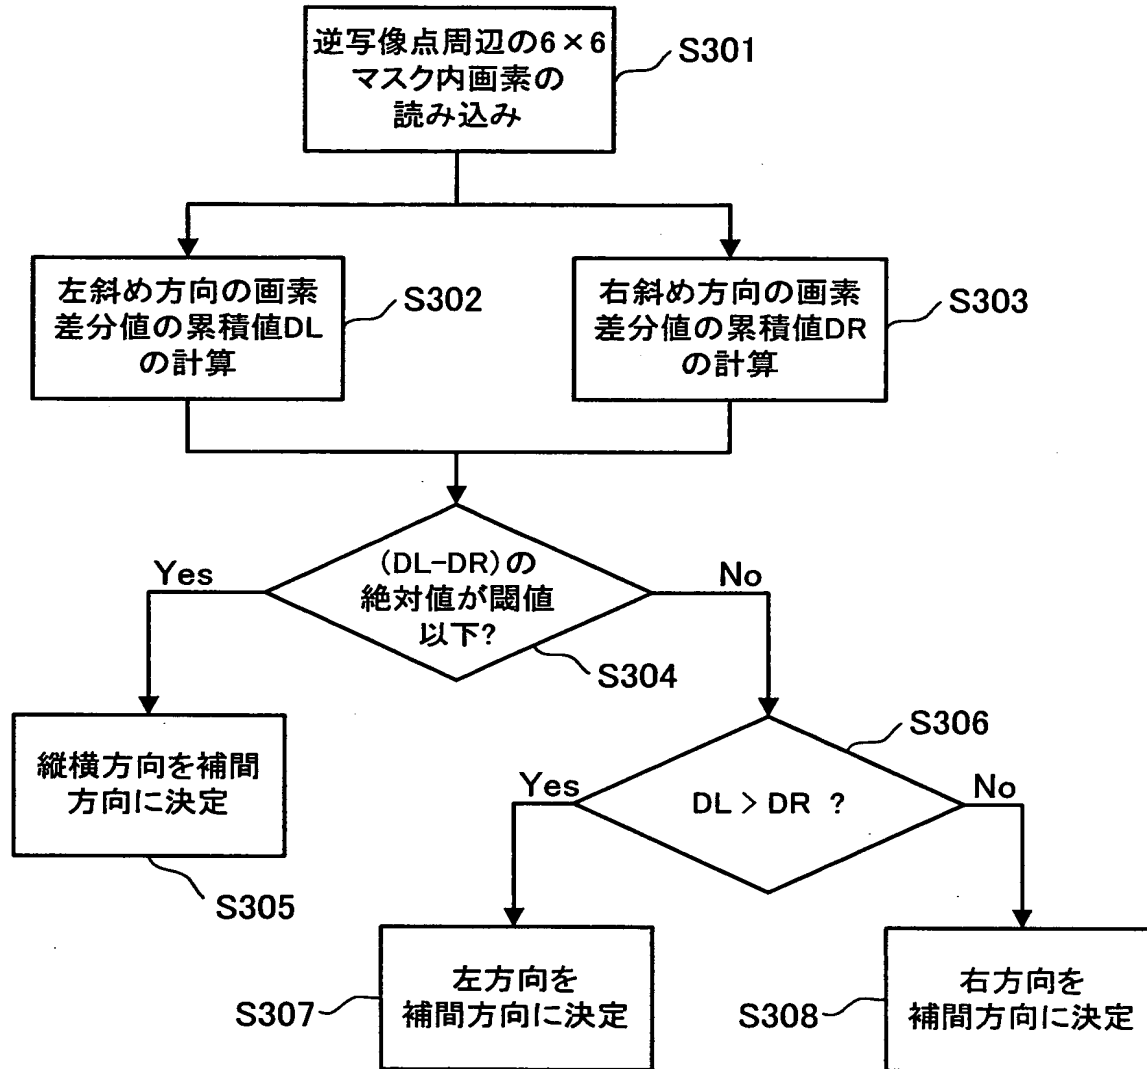 逆写像点周辺の6×6
マスク内画素の
読み込み
S301
左斜め方向の画素
差分値の累積値DL
の計算
S302
右斜め方向の画素
差分値の累積値DR
の計算
S303
(DL-DR)の
絶対値が閾値
以下?
Yes
No
S304
縦横方向を補間
方向に決定
S305
DL > DR ?
S306
Yes
No
左方向を
補間方向に決定
S307
右方向を
補間方向に決定
S308